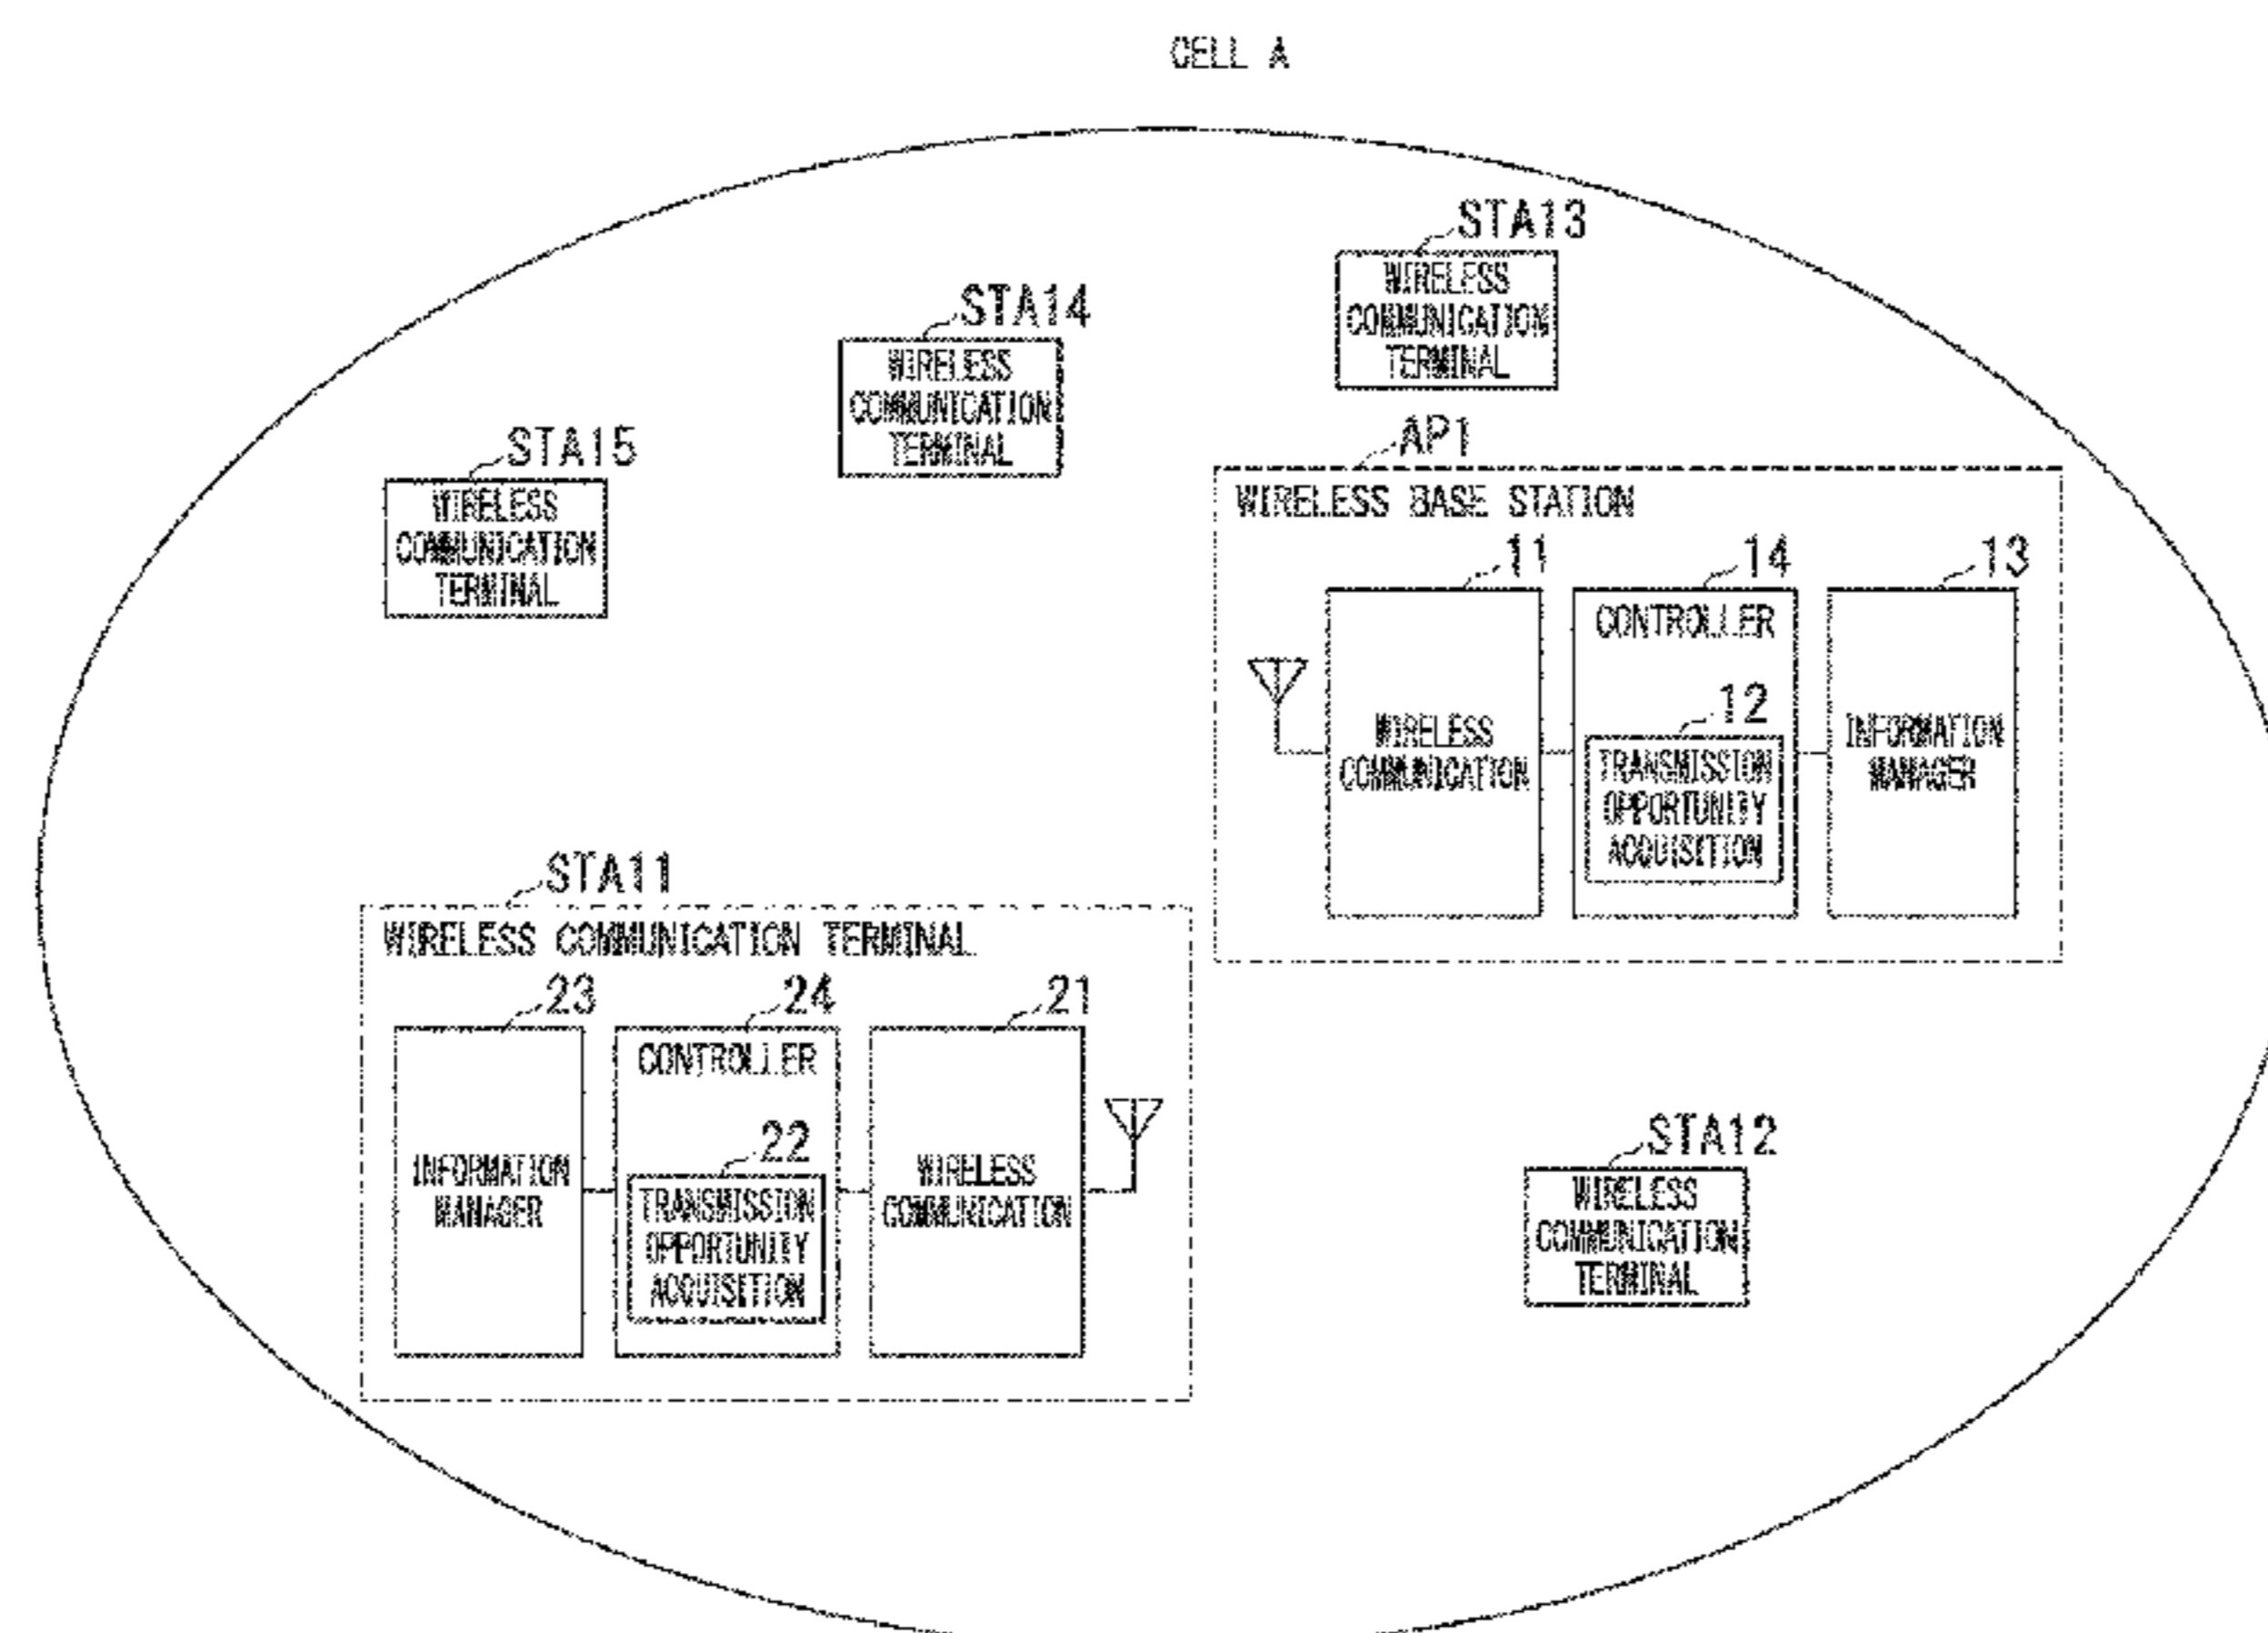 CELL A
STA13
WIRELESS
COMMUNICATION
TERMINAL
STA14
WIRELESS
COMMUNICATION
TERMINAL
STA15
WIRELESS
COMMUNICATION
TERMINAL
AP1
WIRELESS BASE STATION
11
WIRELESS
COMMUNICATION
14
CONTROLLER
12
TRANSMISSION
OPPORTUNITY
ACQUISITION
13
INFORMATION
MANAGER
STA11
WIRELESS COMMUNICATION TERMINAL
23
INFORMATION
MANAGER
24
CONTROLLER
22
TRANSMISSION
OPPORTUNITY
ACQUISITION
21
WIRELESS
COMMUNICATION
STA12
WIRELESS
COMMUNICATION
TERMINAL